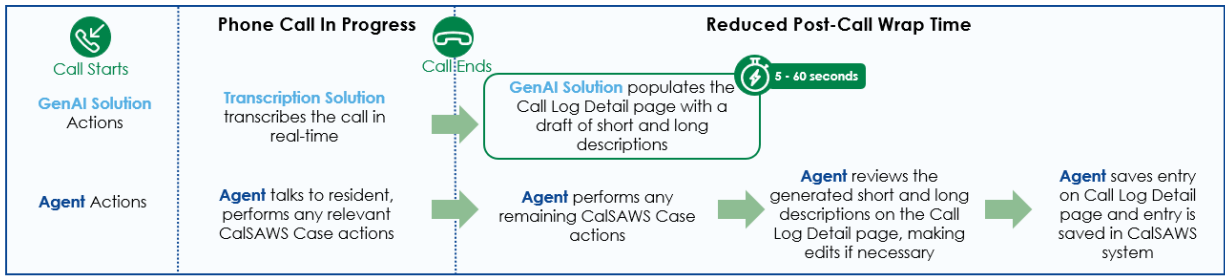 Phone Call In Progress
Reduced Post-Call Wrap Time
Call Starts
Call Ends
5 - 60 seconds
GenAI Solution
Actions
Transcription Solution
transcribes the call in
real-time
GenAI Solution populates the
Call Log Detail page with a
draft of short and long
descriptions
Agent Actions
Agent talks to resident,
performs any relevant
CalSAWS Case actions
Agent performs any
remaining CalSAWS Case
actions
Agent reviews the
generated short and long
descriptions on the Call
Log Detail page, making
edits if necessary
Agent saves entry
on Call Log Detail
page and entry is
saved in CalSAWS
system